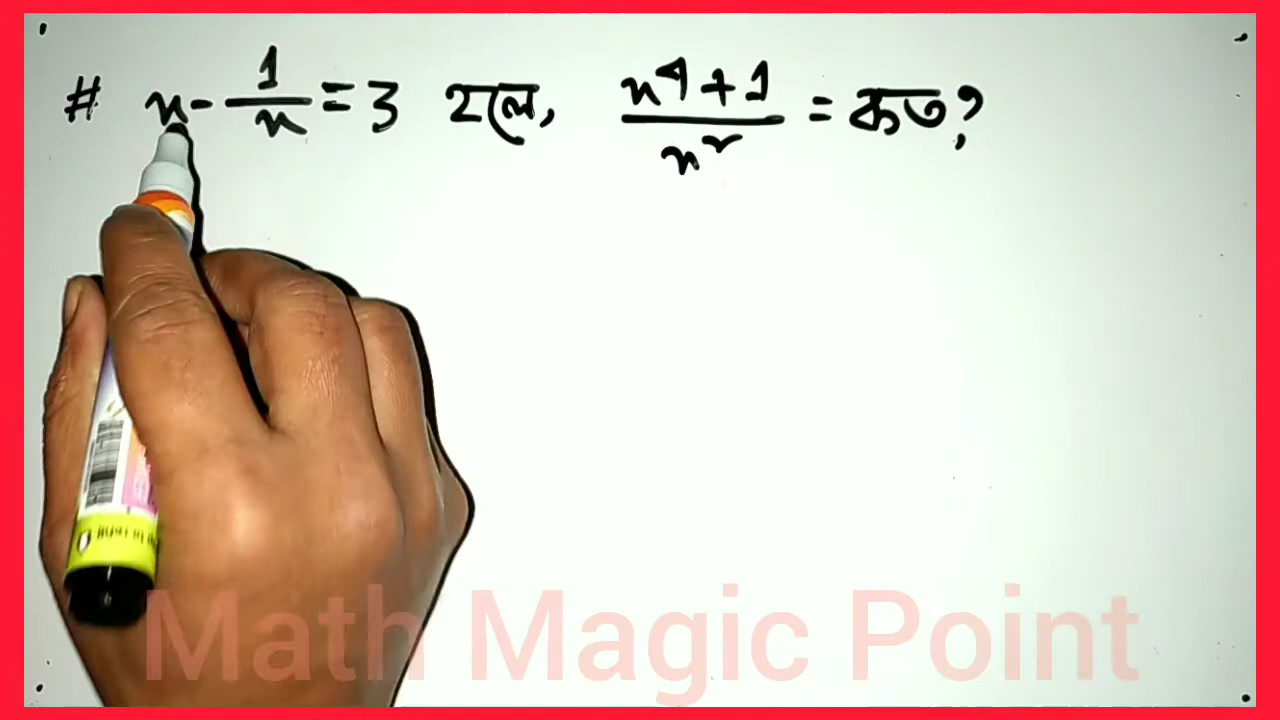 # x - 1/x = 3 হলে, x⁴+1/x² = কত?
Math Magic Point